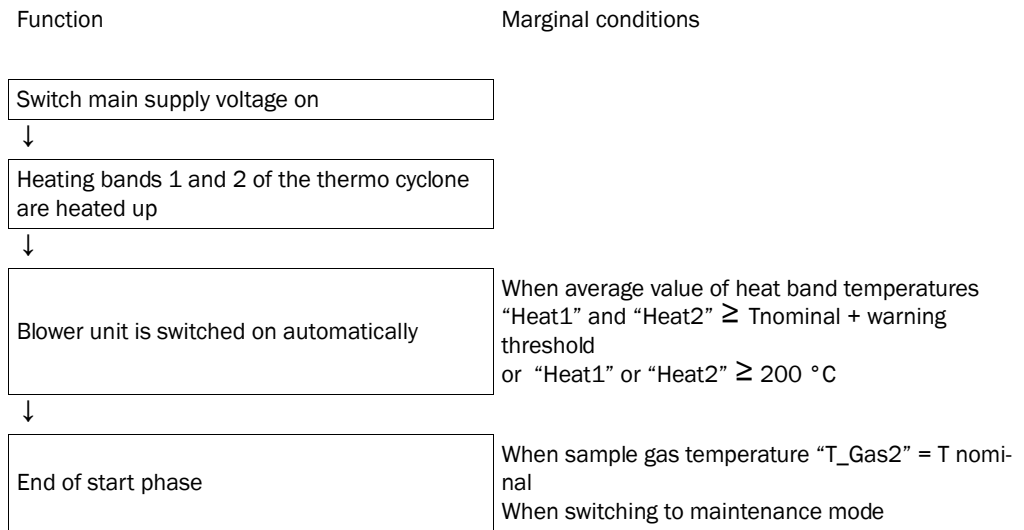 Function
Marginal conditions
Switch main supply voltage on
↓
Heating bands 1 and 2 of the thermo cyclone
are heated up
↓
Blower unit is switched on automatically
When average value of heat band temperatures
“Heat1” and “Heat2” ≥ Tnominal + warning
threshold
or “Heat1” or “Heat2” ≥ 200 °C
↓
End of start phase
When sample gas temperature “T_Gas2” = T nomi-
nal
When switching to maintenance mode